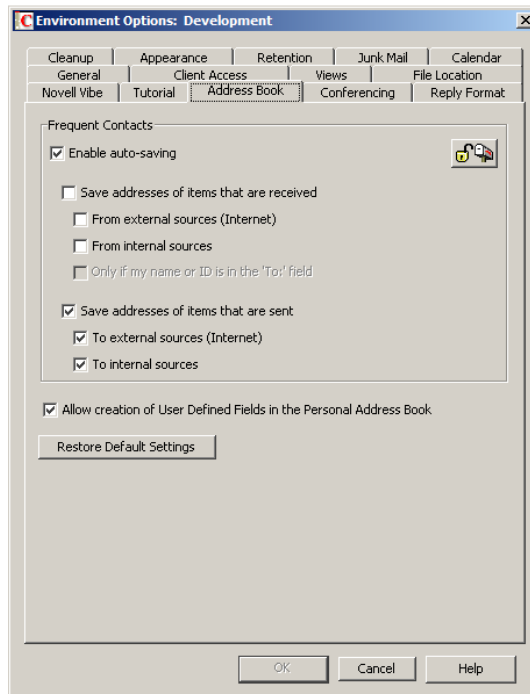 Environment Options: Development
Cleanup Appearance Retention Junk Mail Calendar
General Client Access Views File Location
Novell Vibe Tutorial Address Book Conferencing Reply Format
Frequent Contacts
Enable auto-saving
Save addresses of items that are received
From external sources (Internet)
From internal sources
Only if my name or ID is in the 'To:' field
Save addresses of items that are sent
To external sources (Internet)
To internal sources
Allow creation of User Defined Fields in the Personal Address Book
Restore Default Settings
OK Cancel Help